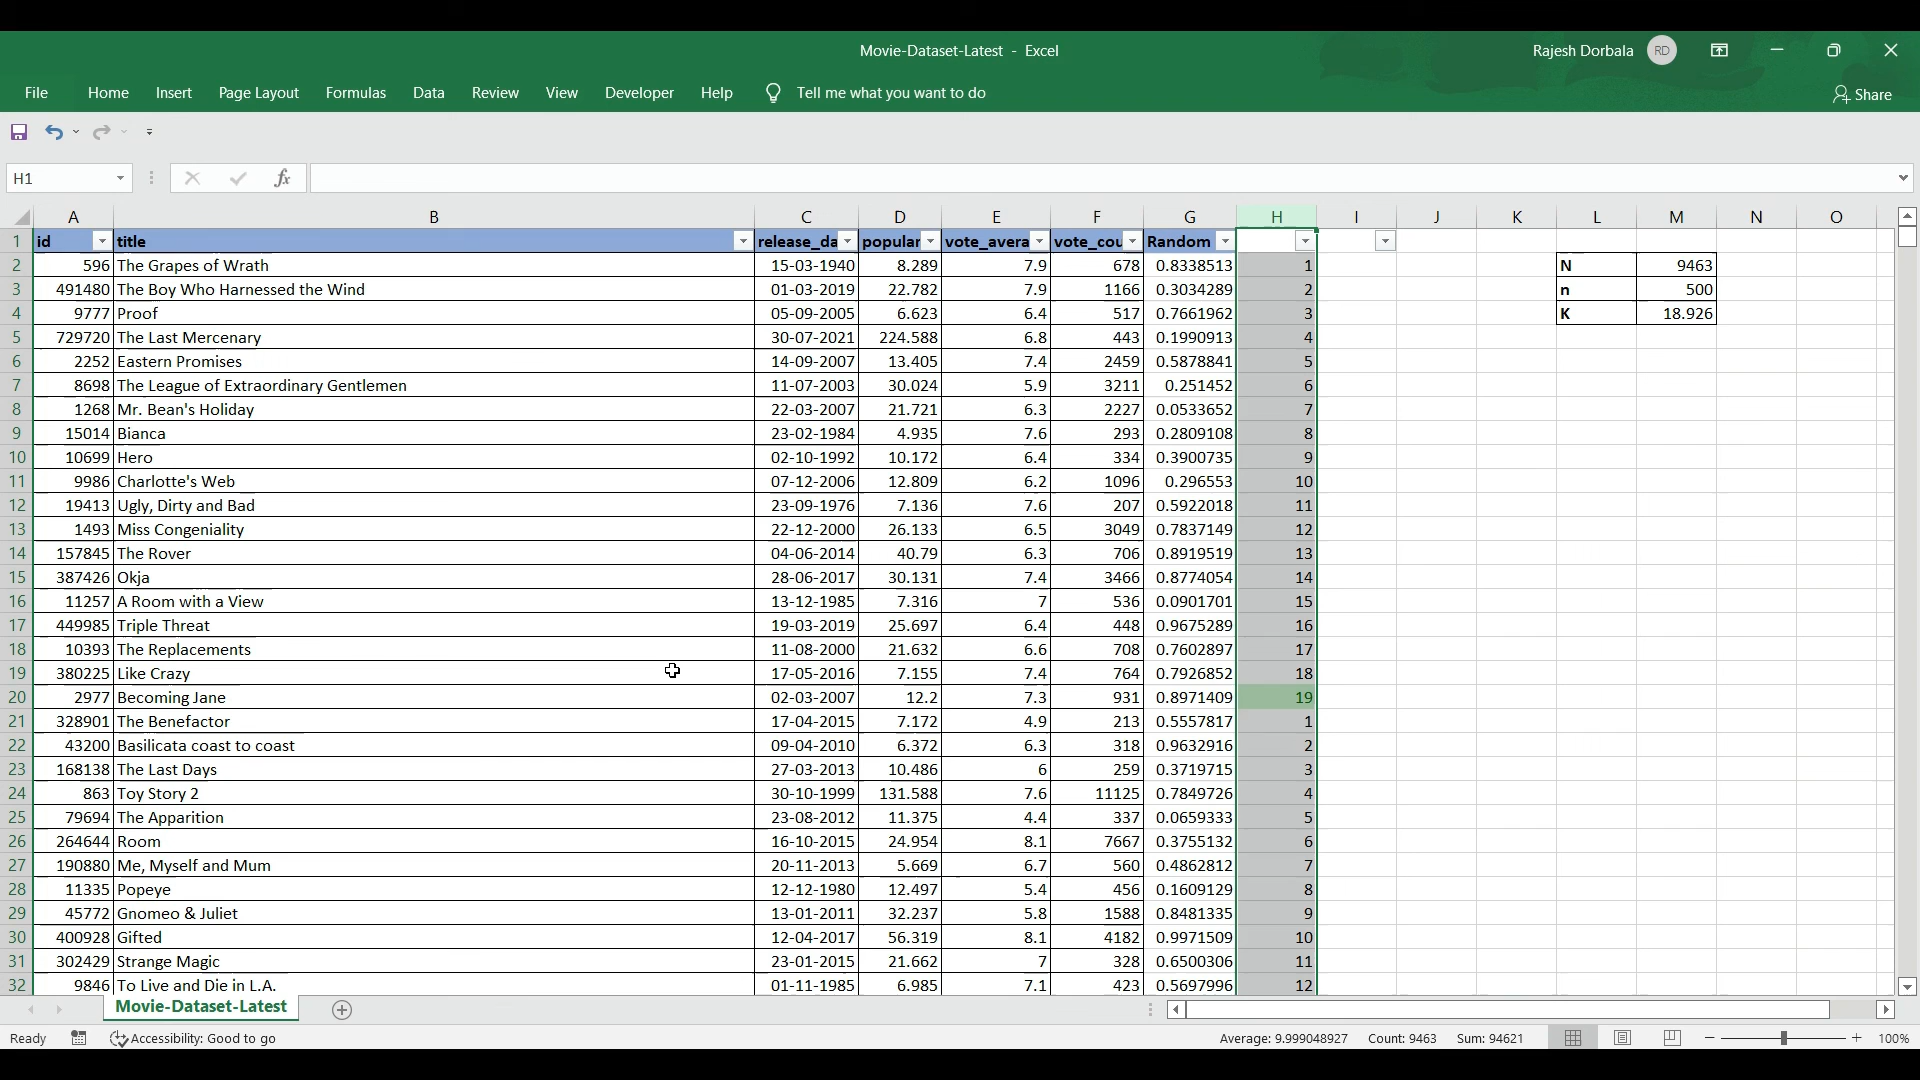 Movie-Dataset-Latest - Excel
Rajesh Dorbala RD
File Home Insert Page Layout Formulas Data Review View Developer Help Tell me what you want to do Share
H1 fx
A B C D E F G H I J K L M N O
1 id title release_da popular vote_avera vote_cou Random
2 596 The Grapes of Wrath 15-03-1940 8.289 7.9 678 0.8338513 1 N 9463
3 491480 The Boy Who Harnessed the Wind 01-03-2019 22.782 7.9 1166 0.3034289 2 n 500
4 9777 Proof 05-09-2005 6.623 6.4 517 0.7661962 3 K 18.926
5 729720 The Last Mercenary 30-07-2021 224.588 6.8 443 0.1990913 4
6 2252 Eastern Promises 14-09-2007 13.405 7.4 2459 0.5878841 5
7 8698 The League of Extraordinary Gentlemen 11-07-2003 30.024 5.9 3211 0.251452 6
8 1268 Mr. Bean's Holiday 22-03-2007 21.721 6.3 2227 0.0533652 7
9 15014 Bianca 23-02-1984 4.935 7.6 293 0.2809108 8
10 10699 Hero 02-10-1992 10.172 6.4 334 0.3900735 9
11 9986 Charlotte's Web 07-12-2006 12.809 6.2 1096 0.296553 10
12 19413 Ugly, Dirty and Bad 23-09-1976 7.136 7.6 207 0.5922018 11
13 1493 Miss Congeniality 22-12-2000 26.133 6.5 3049 0.7837149 12
14 157845 The Rover 04-06-2014 40.79 6.3 706 0.8919519 13
15 387426 Okja 28-06-2017 30.131 7.4 3466 0.8774054 14
16 11257 A Room with a View 13-12-1985 7.316 7 536 0.0901701 15
17 449985 Triple Threat 19-03-2019 25.697 6.4 448 0.9675289 16
18 10393 The Replacements 11-08-2000 21.632 6.6 708 0.7602897 17
19 380225 Like Crazy 17-05-2016 7.155 7.4 764 0.7926852 18
20 2977 Becoming Jane 02-03-2007 12.2 7.3 931 0.8971409 19
21 328901 The Benefactor 17-04-2015 7.172 4.9 213 0.5557817 1
22 43200 Basilicata coast to coast 09-04-2010 6.372 6.3 318 0.9632916 2
23 168138 The Last Days 27-03-2013 10.486 6 259 0.3719715 3
24 863 Toy Story 2 30-10-1999 131.588 7.6 11125 0.7849726 4
25 79694 The Apparition 23-08-2012 11.375 4.4 337 0.0659333 5
26 264644 Room 16-10-2015 24.954 8.1 7667 0.3755132 6
27 190880 Me, Myself and Mum 20-11-2013 5.669 6.7 560 0.4862812 7
28 11335 Popeye 12-12-1980 12.497 5.4 456 0.1609129 8
29 45772 Gnomeo & Juliet 13-01-2011 32.237 5.8 1588 0.8481335 9
30 400928 Gifted 12-04-2017 56.319 8.1 4182 0.9971509 10
31 302429 Strange Magic 23-01-2015 21.662 7 328 0.6500306 11
32 9846 To Live and Die in L.A. 01-11-1985 6.985 7.1 423 0.5697996 12
Movie-Dataset-Latest
Ready Accessibility: Good to go Average: 9.999048927 Count: 9463 Sum: 94621 100%